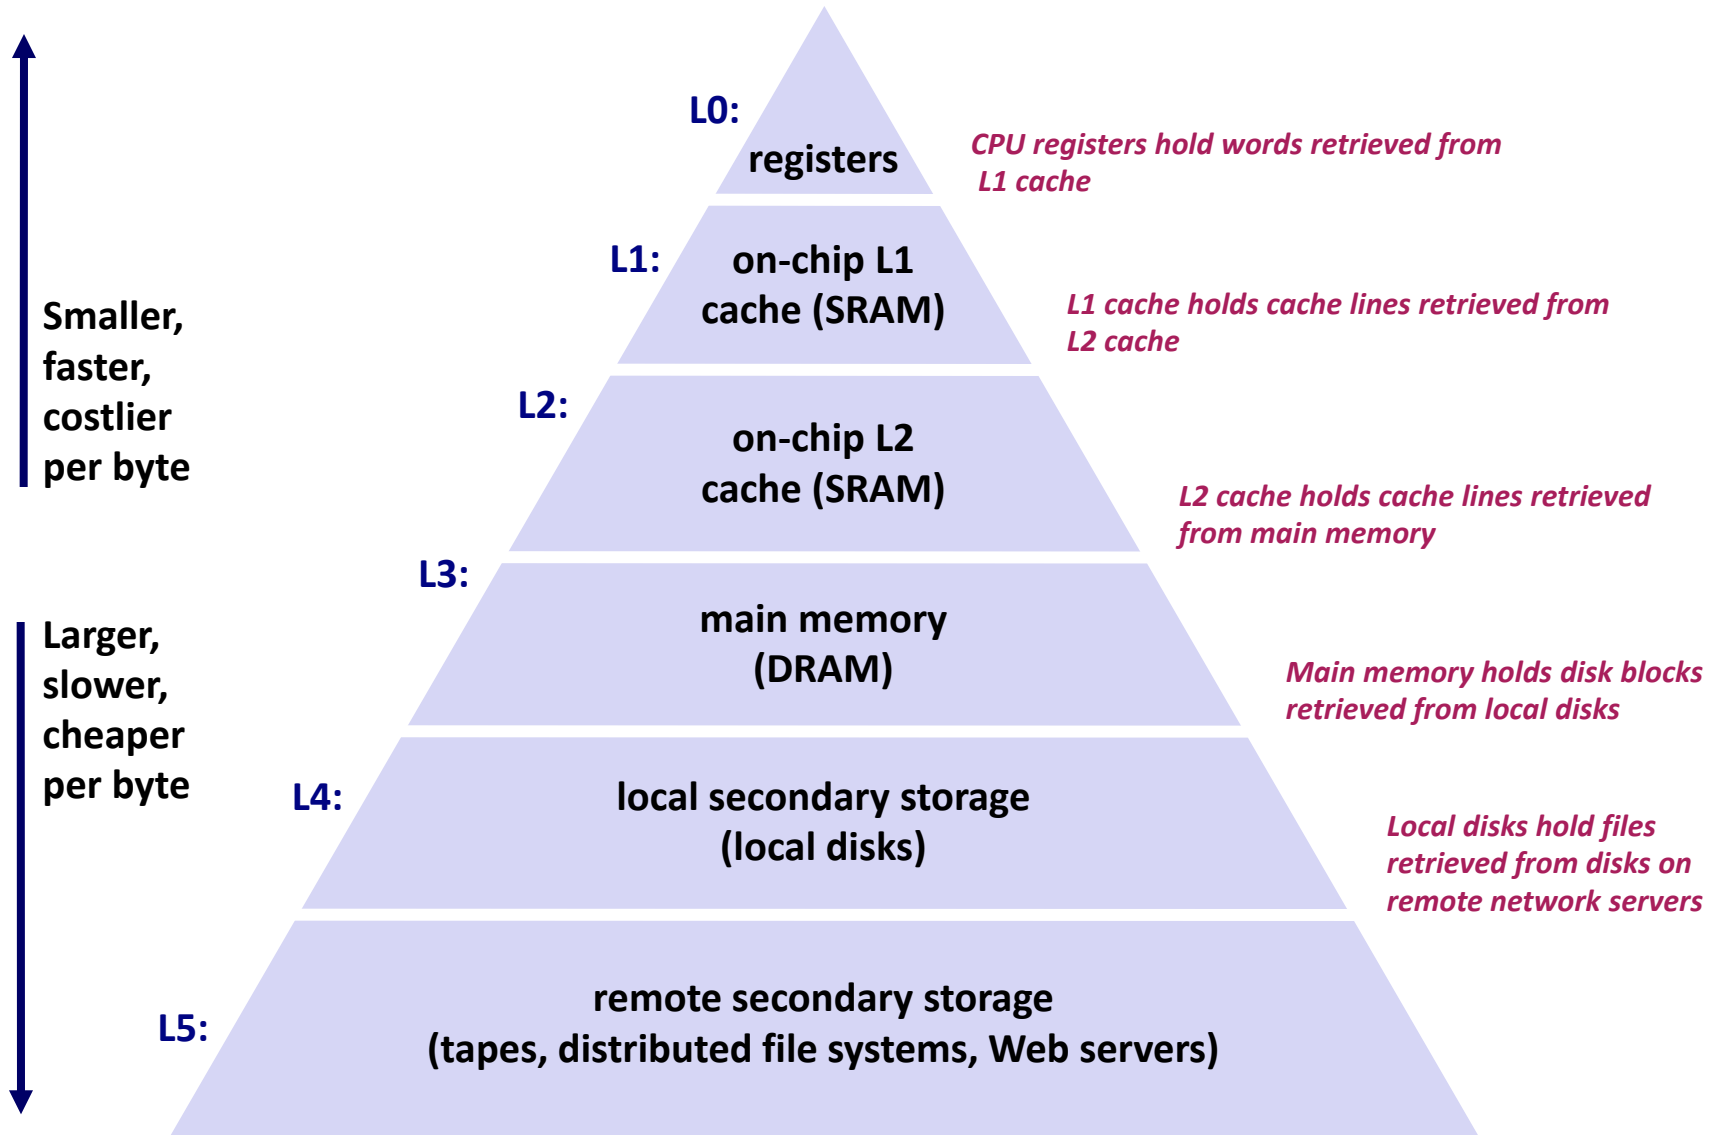 L0:
registers
CPU registers hold words retrieved from
L1 cache
L1:
on-chip L1
cache (SRAM)
L1 cache holds cache lines retrieved from
L2 cache
Smaller,
faster,
costlier
per byte
L2:
on-chip L2
cache (SRAM)
L2 cache holds cache lines retrieved
from main memory
L3:
main memory
(DRAM)
Larger,
slower,
cheaper
per byte
Main memory holds disk blocks
retrieved from local disks
L4:
local secondary storage
(local disks)
Local disks hold files
retrieved from disks on
remote network servers
L5:
remote secondary storage
(tapes, distributed file systems, Web servers)